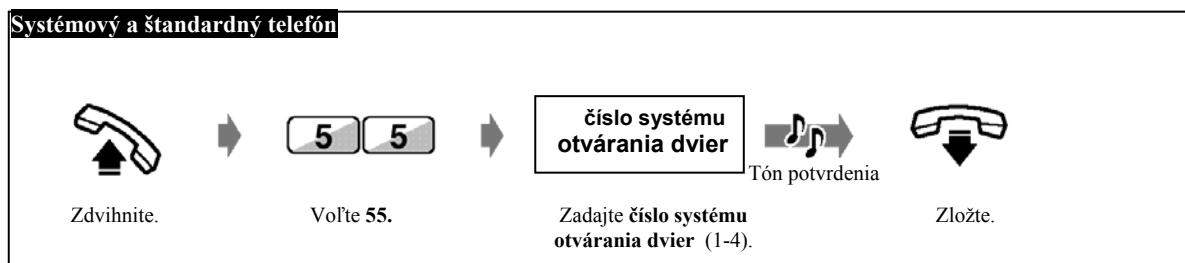 Systémový a štandardný telefón
5 5
číslo systému
otvárania dvier
Tón potvrdenia
Zdvihnite.
Voľte 55.
Zadajte číslo systému
otvárania dvier (1-4).
Zložte.